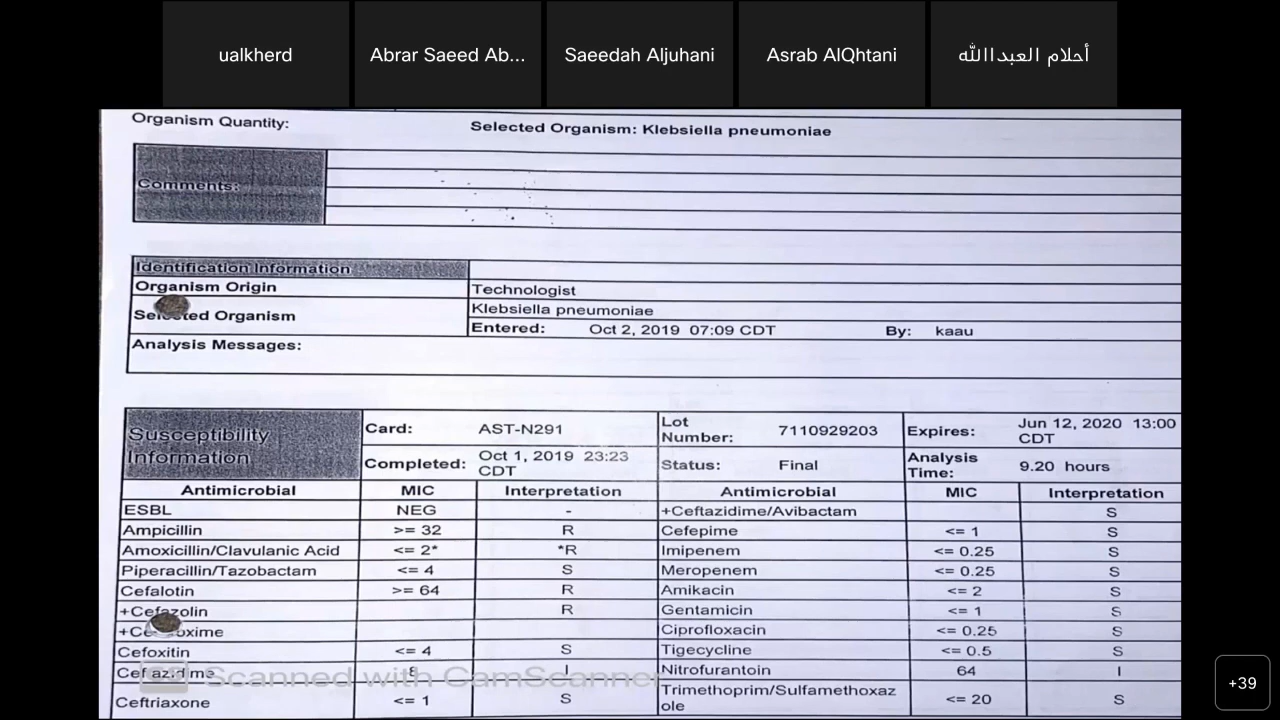 ualkherd
Abrar Saeed Ab...
Saeedah Aljuhani
Asrab AlQhtani
أحلام العبداالله
Organism Quantity:
Selected Organism: Klebsiella pneumoniae
Comments:
Identification Information
Organism Origin Technologist
Selected Organism Klebsiella pneumoniae
Entered: Oct 2, 2019 07:09 CDT By: kaau
Analysis Messages:
Susceptibility Information
Card: AST-N291
Lot Number: 7110929203
Expires: Jun 12, 2020 13:00 CDT
Completed: Oct 1, 2019 23:23 CDT
Status: Final
Analysis Time: 9.20 hours
Antimicrobial MIC Interpretation Antimicrobial MIC Interpretation
ESBL NEG - +Ceftazidime/Avibactam S
Ampicillin >= 32 R Cefepime <= 1 S
Amoxicillin/Clavulanic Acid <= 2* *R Imipenem <= 0.25 S
Piperacillin/Tazobactam <= 4 S Meropenem <= 0.25 S
Cefalotin >= 64 R Amikacin <= 2 S
+Cefazolin R Gentamicin <= 1 S
Ciprofloxacin <= 0.25 S
Cefoxitin <= 4 S Tigecycline <= 0.5 S
Ceftazidime 8 I Nitrofurantoin 64 I
Ceftriaxone <= 1 S Trimethoprim/Sulfamethoxazole <= 20 S
Scanned with CamScanner
+39